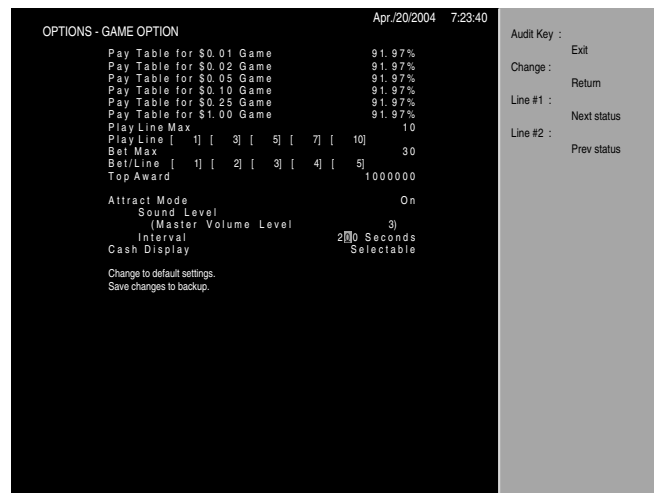 Apr./20/2004 7:23:40
OPTIONS - GAME OPTION
Pay Table for $0.01 Game 91.97%
Pay Table for $0.02 Game 91.97%
Pay Table for $0.05 Game 91.97%
Pay Table for $0.10 Game 91.97%
Pay Table for $0.25 Game 91.97%
Pay Table for $1.00 Game 91.97%
Play Line Max 10
Play Line [ 1] [ 3] [ 5] [ 7] [ 10]
Bet Max 30
Bet/Line [ 1] [ 2] [ 3] [ 4] [ 5]
Top Award 1000000
Attract Mode On
Sound Level
(Master Volume Level 3)
Interval 200 Seconds
Cash Display Selectable
Change to default settings.
Save changes to backup.
Audit Key :
Exit
Change :
Return
Line #1 :
Next status
Line #2 :
Prev status